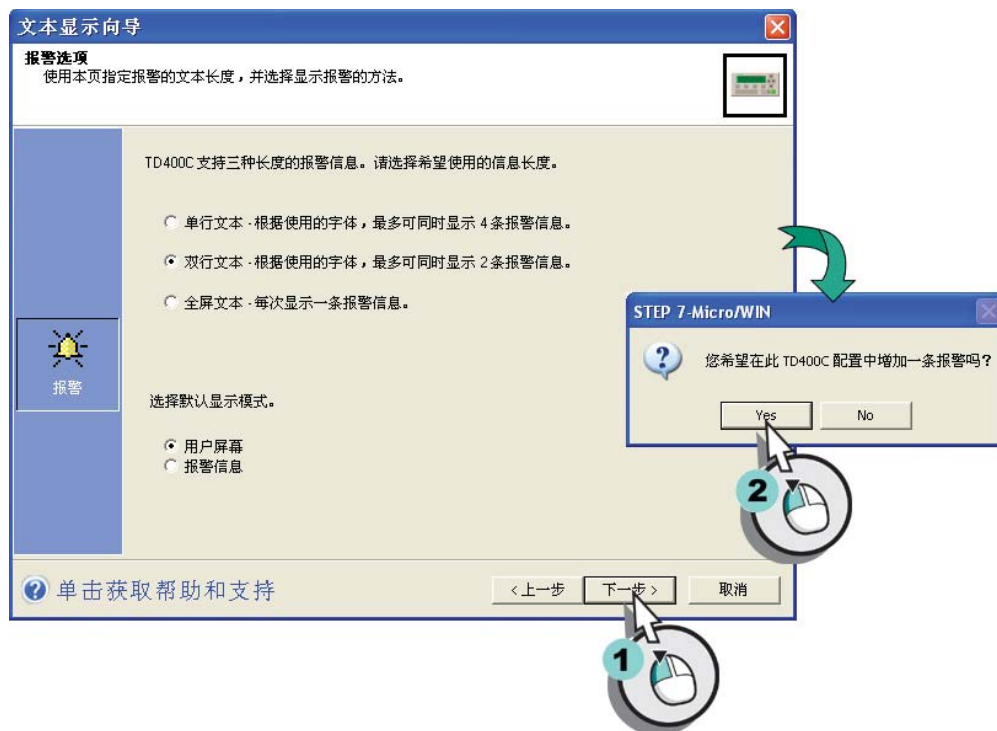 文本显示向导
报警选项
使用本页指定报警的文本长度，并选择显示报警的方法。
TD400C 支持三种长度的报警信息。请选择希望使用的信息长度。
单行文本 - 根据使用的字体，最多可同时显示 4 条报警信息。
双行文本 - 根据使用的字体，最多可同时显示 2 条报警信息。
全屏文本 - 每次显示一条报警信息。
报警
选择默认显示模式。
用户屏幕
报警信息
单击获取帮助和支持
<上一步
下一步>
取消
1
STEP 7-Micro/WIN
您希望在此 TD400C 配置中增加一条报警吗？
Yes
No
2